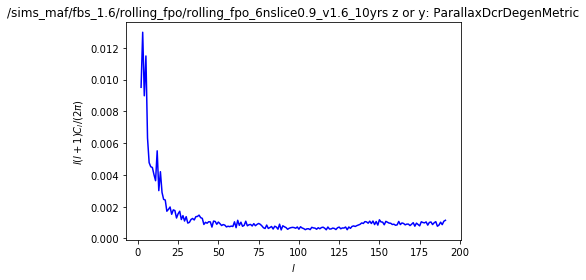 /sims_maf/fbs_1.6/rolling_fpo/rolling_fpo_6nslice0.9_v1.6_10yrs z or y: ParallaxDcrDegenMetric
0.012
0.010
0.008
0.006
0.004
0.002
0.000
l(l + 1)C_l/(2π)
0 25 50 75 100 125 150 175 200
l